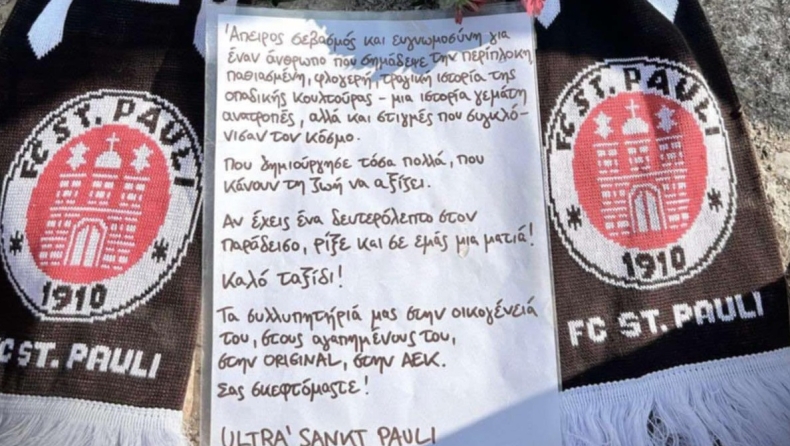 Άπειρος σεβασμός και ευγνωμοσύνη για
έναν άνθρωπο που σημάδεψε την περίπλοκη
παθιασμένη, φλογερή, τραγική ιστορία της
οπαδικής κουλτούρας - μια ιστορία γεμάτη
ανατροπές, αλλά και στιγμές που συγκλό-
νισαν τον κόσμο.
Που δημιούργησε τόσα πολλά, που
κάνουν τη ζωή να αξίζει.
Αν έχεις ένα δευτερόλεπτο στον
παράδεισο, ρίξε και σε εμάς μια ματιά!
Καλό ταξίδι!
Τα συλλυπητήριά μας στην οικογένειά
του, στους αγαπημένους του,
στην ORIGINAL, στην ΑΕΚ.
Σας σκεφτόμαστε!
ULTRA' SANKT PAULI
FC ST. PAULI
1910
FC ST. PAULI
FC ST. PAULI
1910
FC ST. PAULI